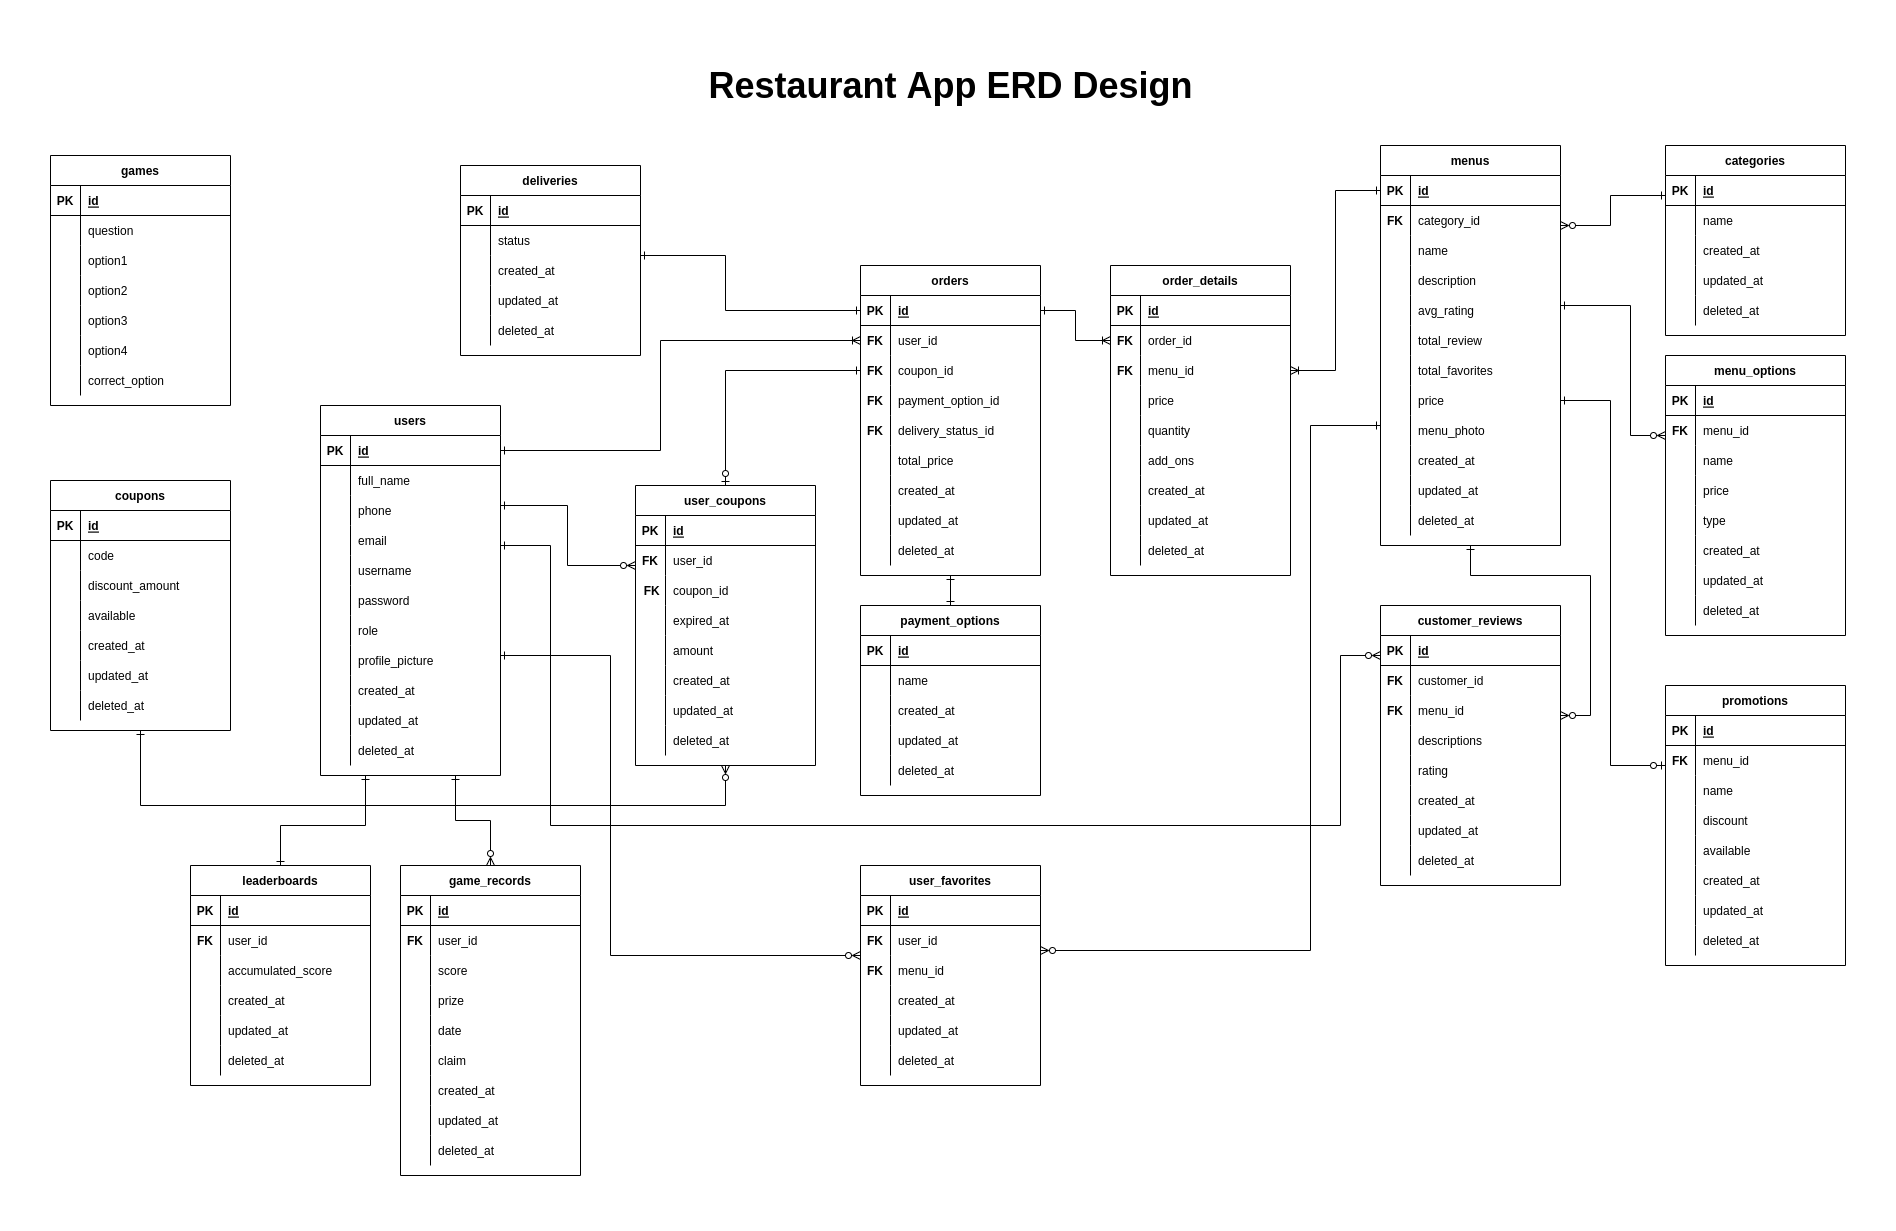 Restaurant App ERD Design
games
PK id
question
option1
option2
option3
option4
correct_option
deliveries
PK id
status
created_at
updated_at
deleted_at
menus
PK id
FK category_id
name
description
avg_rating
total_review
total_favorites
price
menu_photo
created_at
updated_at
deleted_at
categories
PK id
name
created_at
updated_at
deleted_at
orders
PK id
FK user_id
FK coupon_id
FK payment_option_id
FK delivery_status_id
total_price
created_at
updated_at
deleted_at
order_details
PK id
FK order_id
FK menu_id
price
quantity
add_ons
created_at
updated_at
deleted_at
menu_options
PK id
FK menu_id
name
price
type
created_at
updated_at
deleted_at
users
PK id
full_name
phone
email
username
password
role
profile_picture
created_at
updated_at
deleted_at
coupons
PK id
code
discount_amount
available
created_at
updated_at
deleted_at
user_coupons
PK id
FK user_id
FK coupon_id
expired_at
amount
created_at
updated_at
deleted_at
payment_options
PK id
name
created_at
updated_at
deleted_at
customer_reviews
PK id
FK customer_id
FK menu_id
descriptions
rating
created_at
updated_at
deleted_at
promotions
PK id
FK menu_id
name
discount
available
created_at
updated_at
deleted_at
leaderboards
PK id
FK user_id
accumulated_score
created_at
updated_at
deleted_at
game_records
PK id
FK user_id
score
prize
date
claim
created_at
updated_at
deleted_at
user_favorites
PK id
FK user_id
FK menu_id
created_at
updated_at
deleted_at